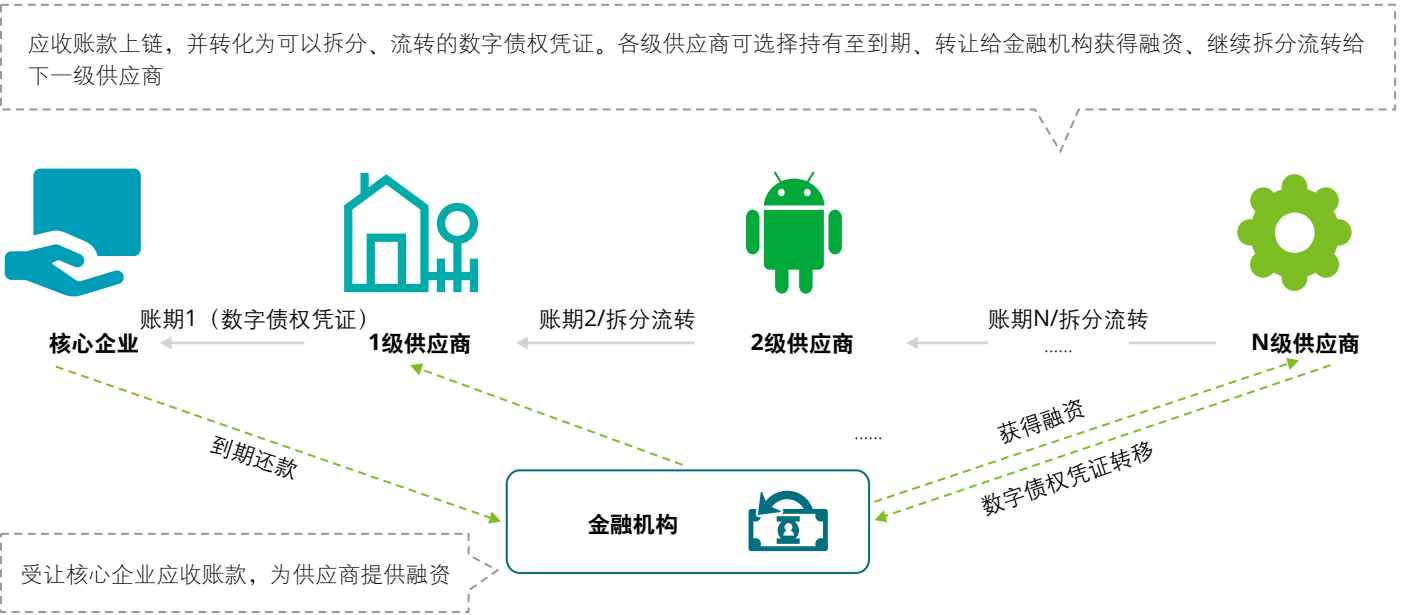 应收账款上链，并转化为可以拆分、流转的数字债权凭证。各级供应商可选择持有至到期、转让给金融机构获得融资、继续拆分流转给
下一级供应商
账期1（数字债权凭证）
账期2/拆分流转
账期N/拆分流转
核心企业
1级供应商
2级供应商
......
N级供应商
到期还款
......
获得融资
数字债权凭证转移
金融机构
受让核心企业应收账款，为供应商提供融资